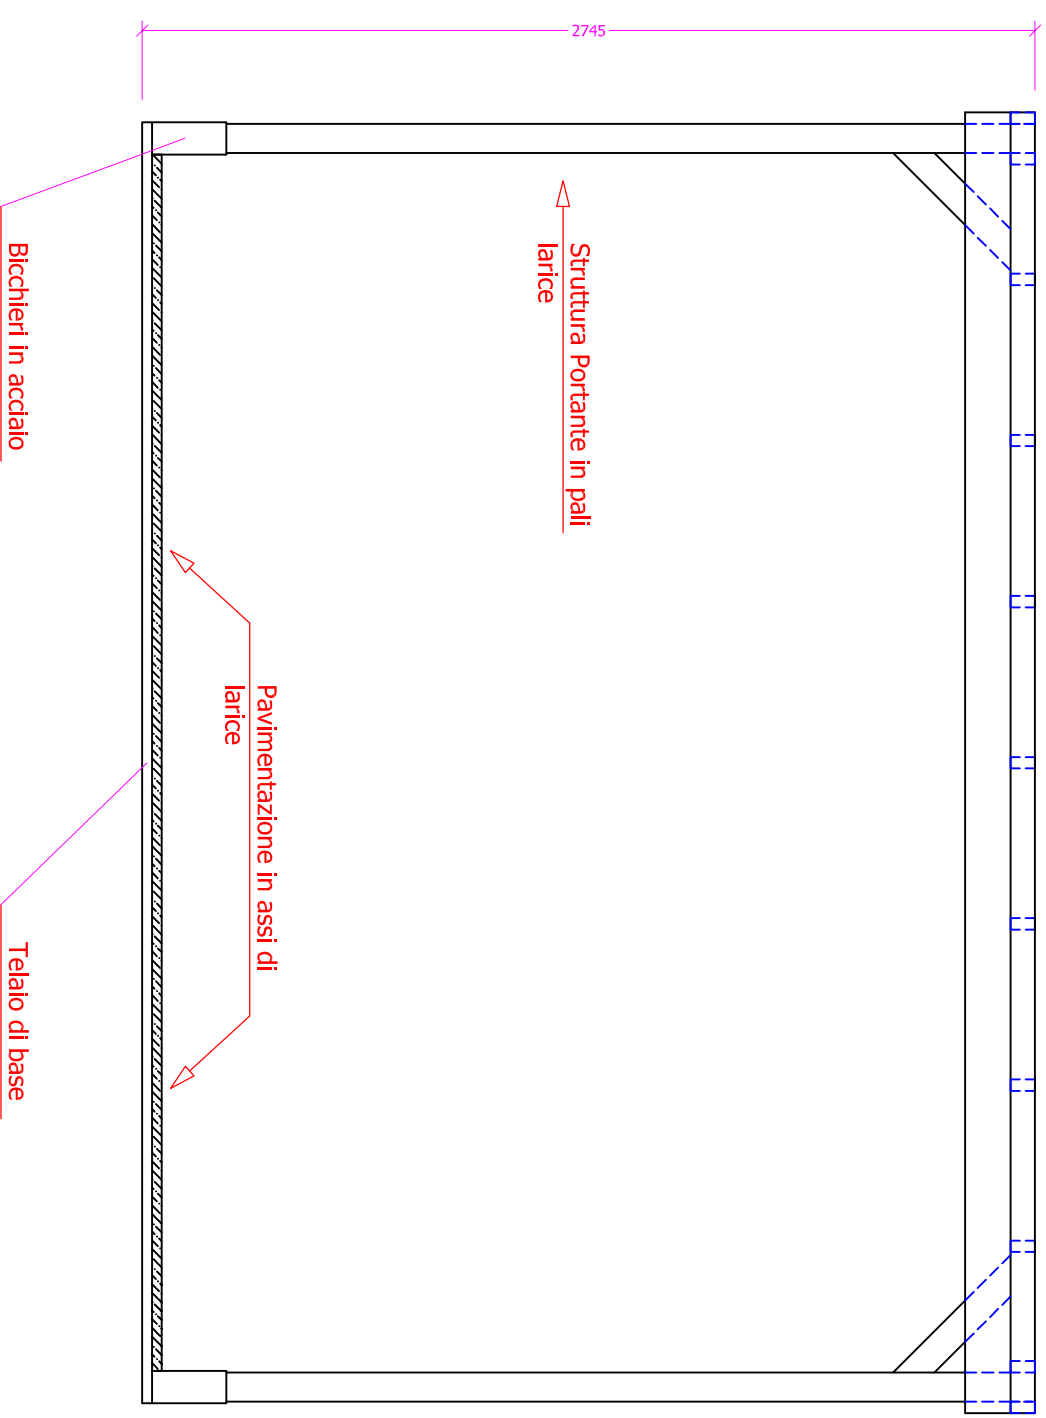 2745
Struttura Portante in pali
larice
Pavimentazione in assi di
larice
Bicchieri in acciaio
Telaio di base